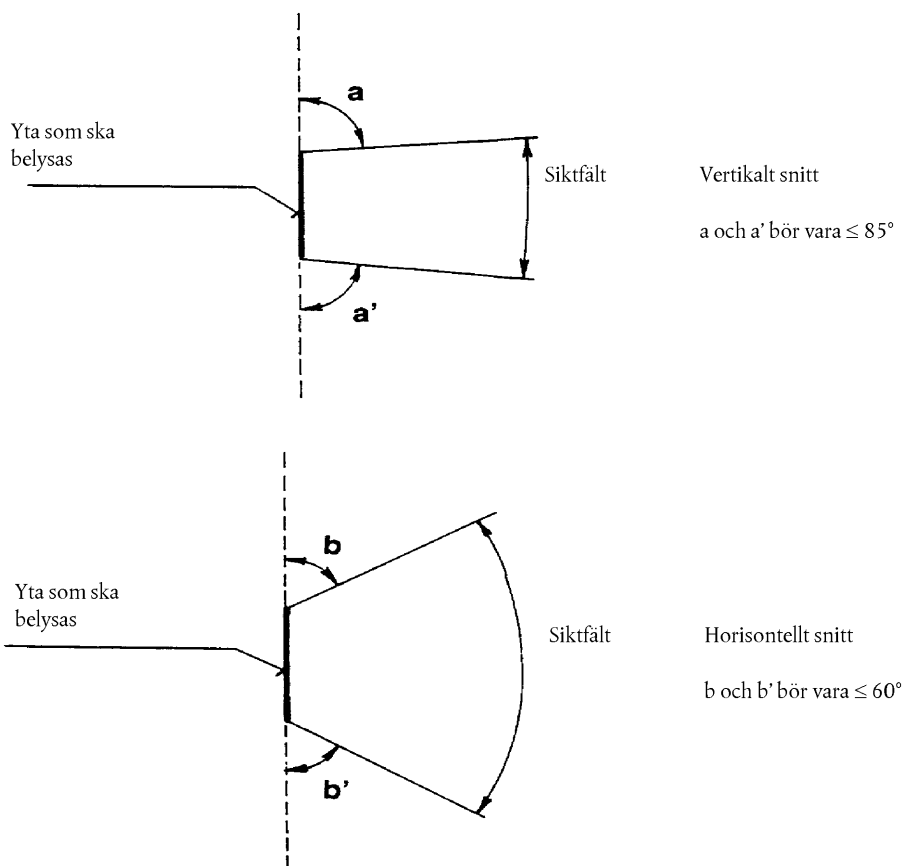 a
Yta som ska
belysas
Siktfält
Vertikalt snitt
a och a’ bör vara ≤ 85°
a’
b
Yta som ska
belysas
Siktfält
Horisontellt snitt
b och b’ bör vara ≤ 60°
b’